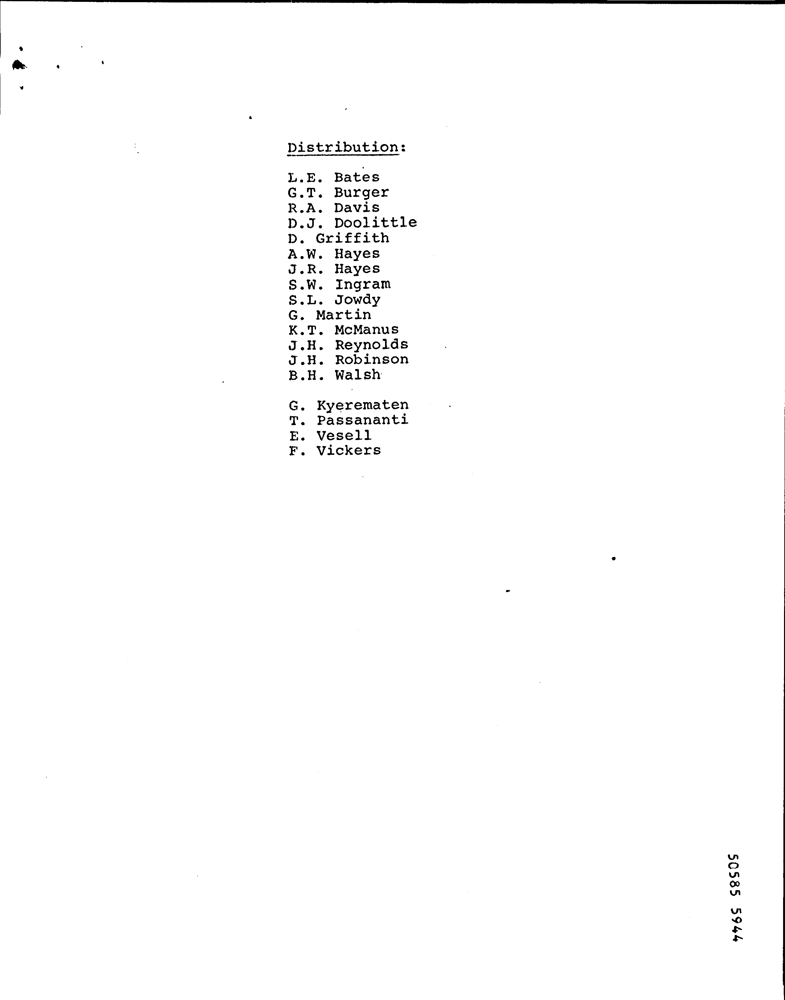 Distribution:
L.E. Bates
G.T. Burger
R.A. Davis
D.J. Doolittle
D. Griffith
A.W. Hayes
J.R. Hayes
S.W. Ingram
S.L. Jowdy
G. Martin
K.T. McManus
J.H. Reynolds
J.H. Robinson
B.H. Walsh
G. Kyerematen
T. Passananti
E. Vesell
F. Vickers
50585 5944